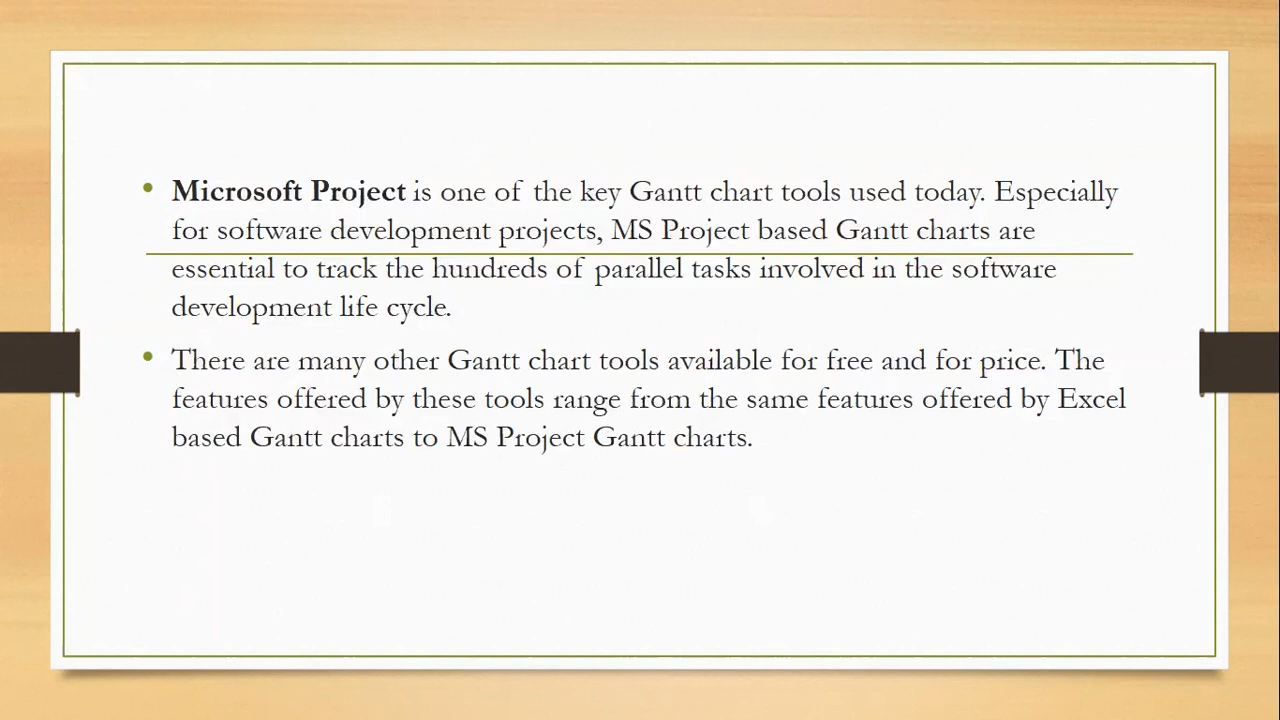 • Microsoft Project is one of the key Gantt chart tools used today. Especially
for software development projects, MS Project based Gantt charts are
essential to track the hundreds of parallel tasks involved in the software
development life cycle.
• There are many other Gantt chart tools available for free and for price. The
features offered by these tools range from the same features offered by Excel
based Gantt charts to MS Project Gantt charts.